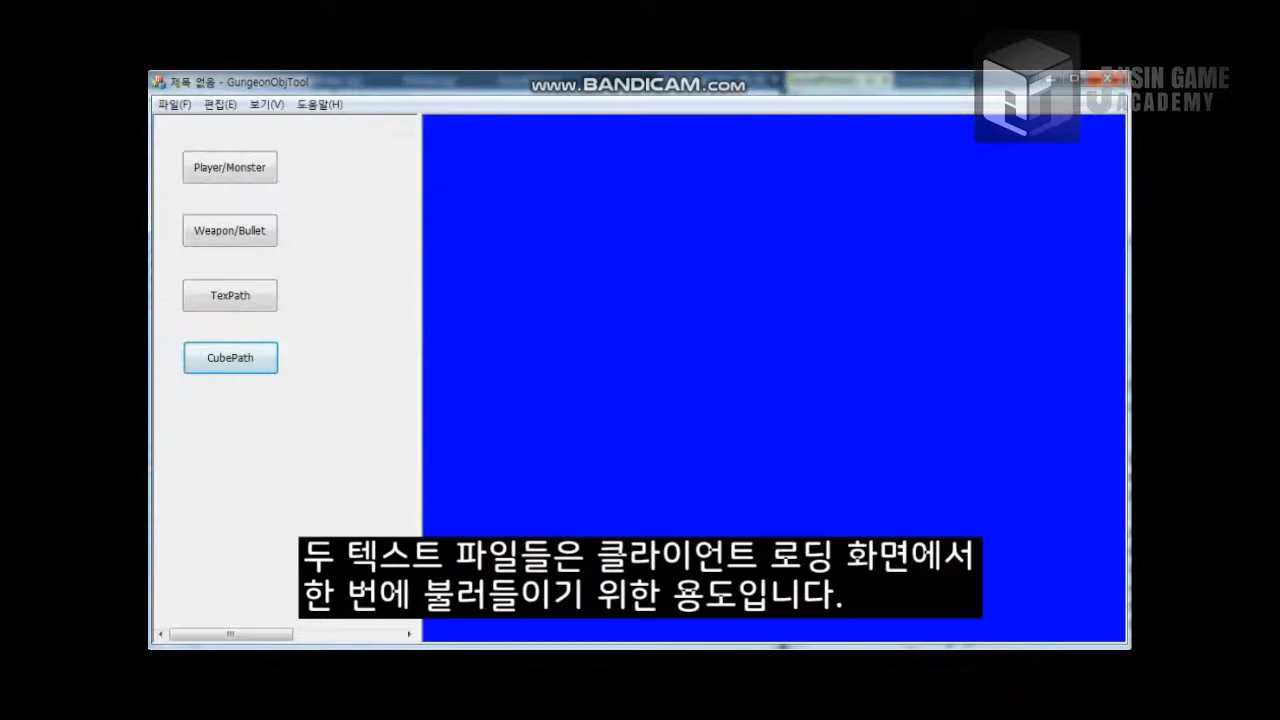 제목 없음 - GungeonObjTool
www.BANDICAM.com
파일(F) 편집(E) 보기(V) 도움말(H)
Player/Monster
Weapon/Bullet
TexPath
CubePath
GAME
ACADEMY
두 텍스트 파일들은 클라이언트 로딩 화면에서
한 번에 불러들이기 위한 용도입니다.